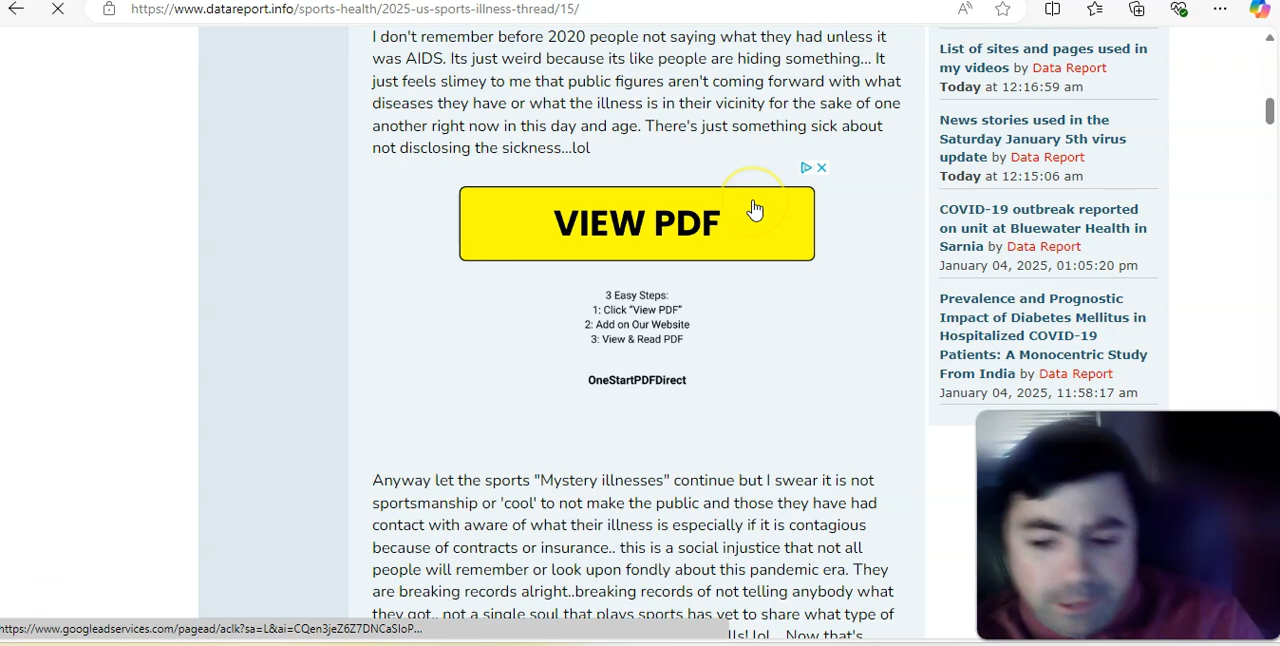 https://www.datareport.info/sports-health/2025-us-sports-illness-thread/15/
I don't remember before 2020 people not saying what they had unless it
was AIDS. Its just weird because its like people are hiding something... It
just feels slimey to me that public figures aren't coming forward with what
diseases they have or what the illness is in their vicinity for the sake of one
another right now in this day and age. There's just something sick about
not disclosing the sickness...lol
VIEW PDF
3 Easy Steps:
1: Click "View PDF"
2: Add on Our Website
3: View & Read PDF
OneStartPDFDirect
Anyway let the sports "Mystery illnesses" continue but I swear it is not
sportsmanship or 'cool' to not make the public and those they have had
contact with aware of what their illness is especially if it is contagious
because of contracts or insurance.. this is a social injustice that not all
people will remember or look upon fondly about this pandemic era. They
are breaking records alright..breaking records of not telling anybody what
they got.. not a single soul that plays sports has yet to share what type of
Now that's
List of sites and pages used in
my videos by Data Report
Today at 12:16:59 am
News stories used in the
Saturday January 5th virus
update by Data Report
Today at 12:15:06 am
COVID-19 outbreak reported
on unit at Bluewater Health in
Sarnia by Data Report
January 04, 2025, 01:05:20 pm
Prevalence and Prognostic
Impact of Diabetes Mellitus in
Hospitalized COVID-19
Patients: A Monocentric Study
From India by Data Report
January 04, 2025, 11:58:17 am
https://www.googleadservices.com/pagead/aclk?sa=L&ai=CQen3jeZ6Z7DNCaSloP...